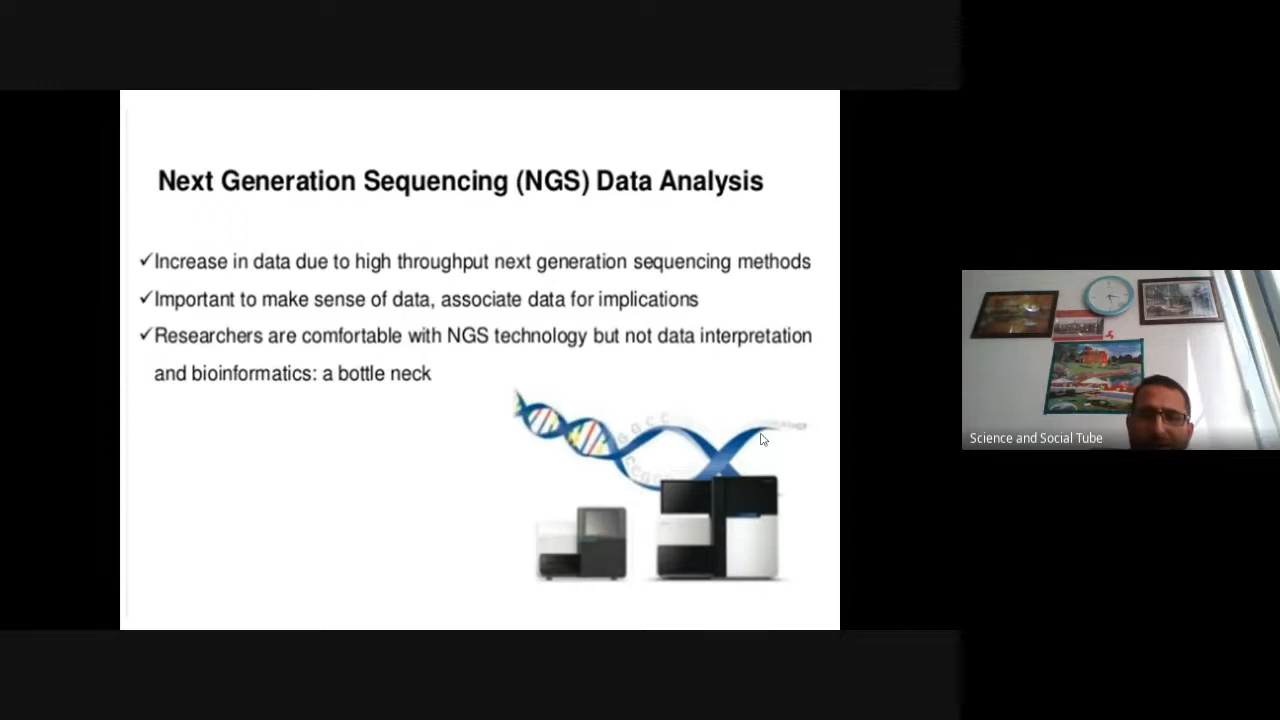 Next Generation Sequencing (NGS) Data Analysis
✓Increase in data due to high throughput next generation sequencing methods
✓Important to make sense of data, associate data for implications
✓Researchers are comfortable with NGS technology but not data interpretation
and bioinformatics: a bottle neck
Science and Social Tube